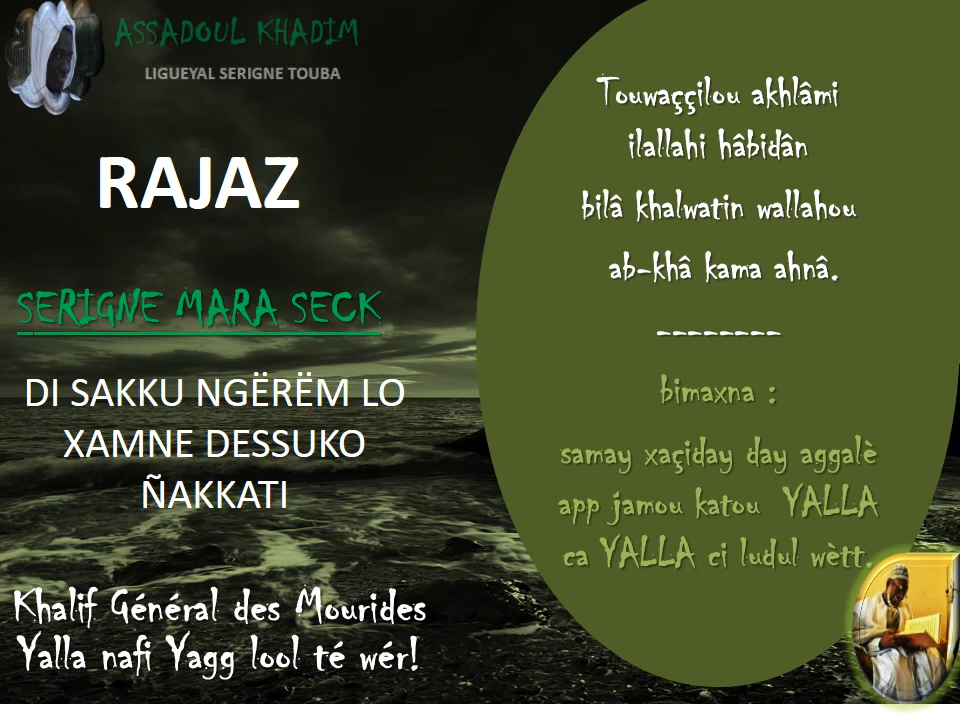 ASSADOUL KHADIM
LIGUEYAL SERIGNE TOUBA
RAJAZ
SERIGNE MARA SECK
DI SAKKU NGËRËM LO
XAMNE DESSUKO
ÑAKKATI
Khalif Général des Mourides
Yalla nafi Yagg lool té wér!
Touwaççilou akhlâmi
ilallahi hâbidân
bilâ khalwatin wallahou
ab-khâ kama ahnâ.
--------
bimaxna :
samay xaçiday day aggalè
app jamou katou YALLA
ca YALLA ci ludul wètt.